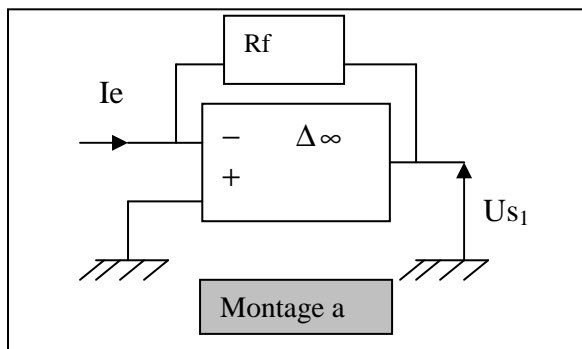 Rf
Ie
− Δ∞
+
Us₁
Montage a